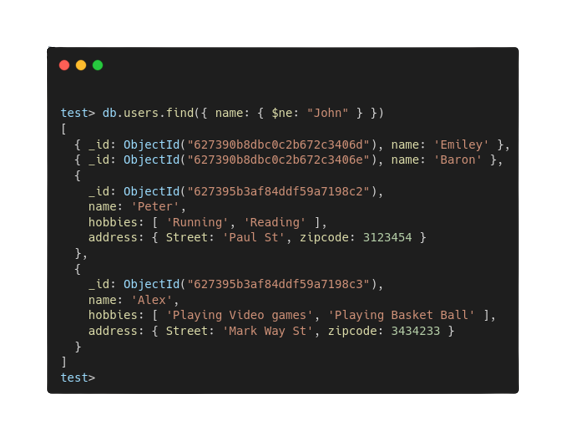 test> db.users.find({ name: { $ne: "John" } })
[
  { _id: ObjectId("627390b8dbc0c2b672c3406d"), name: 'Emiley' },
  { _id: ObjectId("627390b8dbc0c2b672c3406e"), name: 'Baron' },
  {
    _id: ObjectId("627395b3af84ddf59a7198c2"),
    name: 'Peter',
    hobbies: [ 'Running', 'Reading' ],
    address: { Street: 'Paul St', zipcode: 3123454 }
  },
  {
    _id: ObjectId("627395b3af84ddf59a7198c3"),
    name: 'Alex',
    hobbies: [ 'Playing Video games', 'Playing Basket Ball' ],
    address: { Street: 'Mark Way St', zipcode: 3434233 }
  }
]
test>